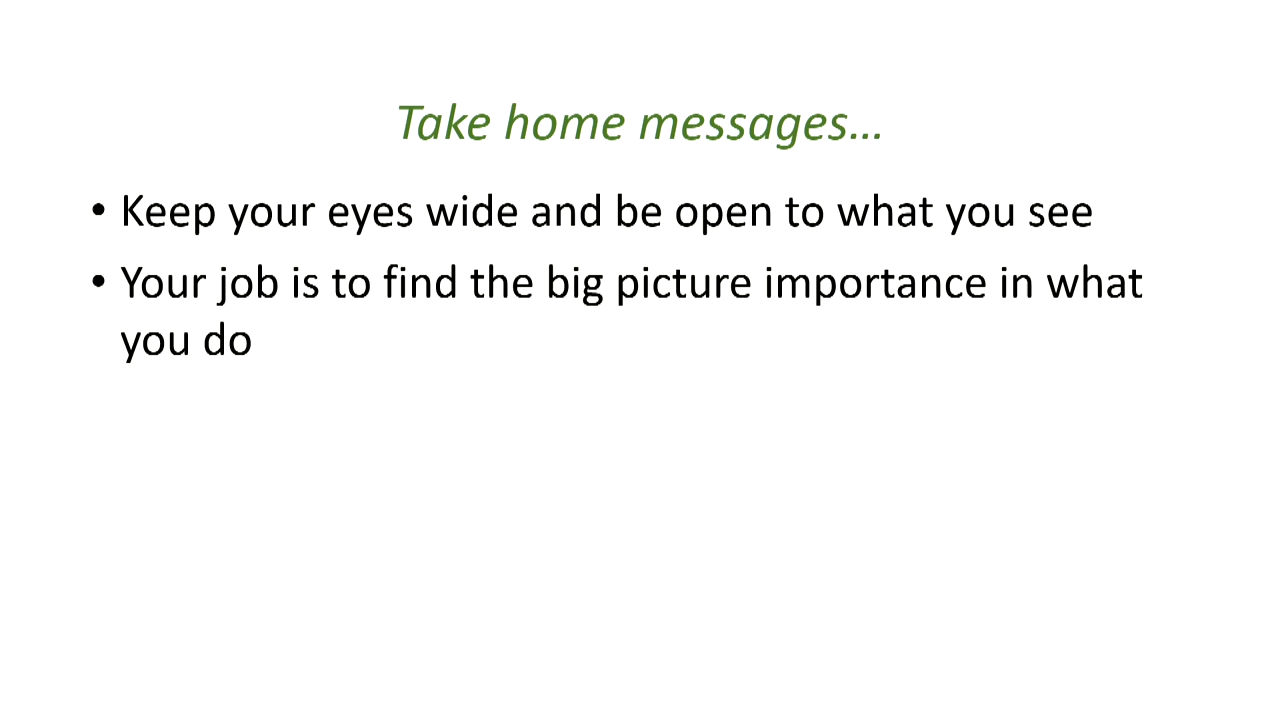 Take home messages…
• Keep your eyes wide and be open to what you see
• Your job is to find the big picture importance in what
you do